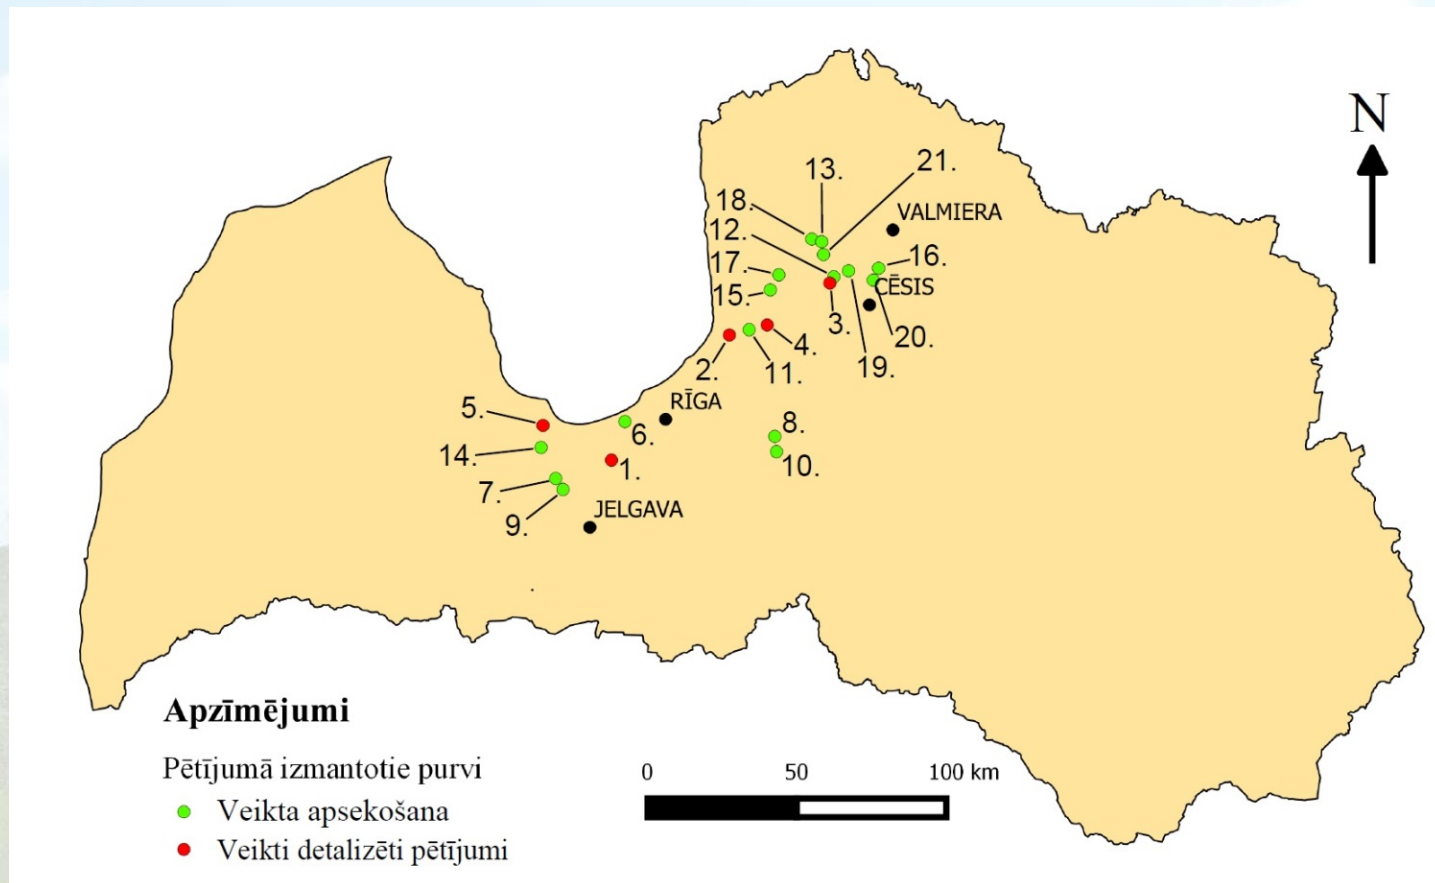 N
13.
21.
18.
VALMIERA
12.
17.
16.
CĒSIS
15.
3.
20.
4.
19.
2.
11.
RĪGA
5.
6.
8.
14.
10.
1.
7.
JELGAVA
9.
Apzīmējumi
Pētījumā izmantotie purvi
0 50 100 km
Veikta apsekošana
Veikti detalizēti pētījumi